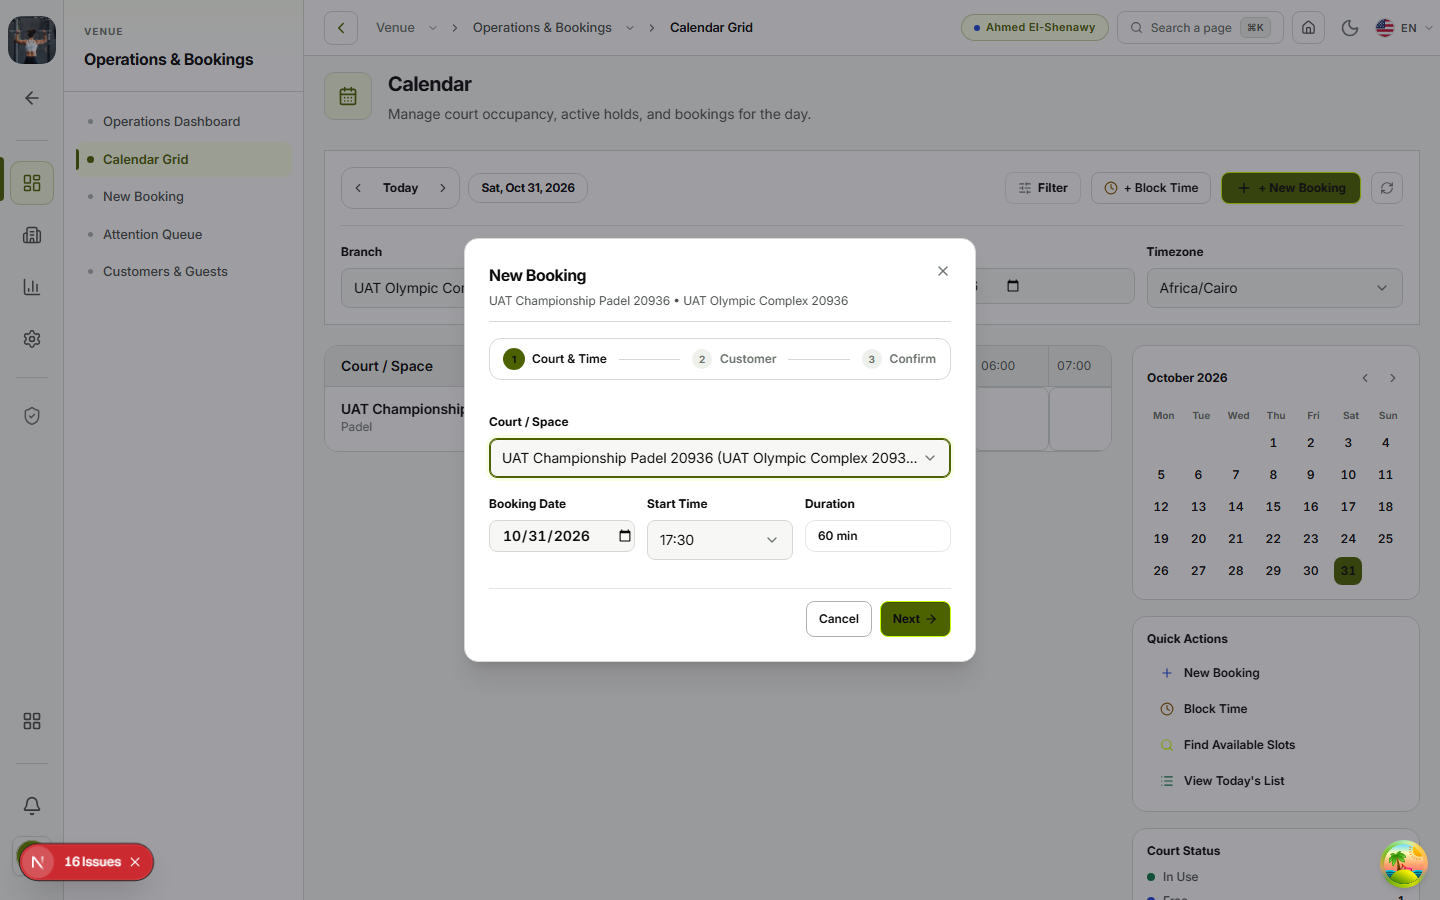 VENUE
Operations & Bookings
Operations Dashboard
Calendar Grid
New Booking
Attention Queue
Customers & Guests
16 Issues
Venue
Operations & Bookings
Calendar Grid
Ahmed El-Shenawy
Search a page
⌘K
EN
Calendar
Manage court occupancy, active holds, and bookings for the day.
Today
Sat, Oct 31, 2026
Filter
+ Block Time
+ New Booking
Branch
Timezone
UAT Olympic Cor
Africa/Cairo
Court / Space
06:00
07:00
UAT Championship
Padel
New Booking
UAT Championship Padel 20936 • UAT Olympic Complex 20936
1
Court & Time
2
Customer
3
Confirm
Court / Space
UAT Championship Padel 20936 (UAT Olympic Complex 2093...
Booking Date
Start Time
Duration
10/31/2026
17:30
60 min
Cancel
Next
October 2026
Mon Tue Wed Thu Fri Sat Sun
1 2 3 4
5 6 7 8 9 10 11
12 13 14 15 16 17 18
19 20 21 22 23 24 25
26 27 28 29 30 31
Quick Actions
New Booking
Block Time
Find Available Slots
View Today's List
Court Status
In Use